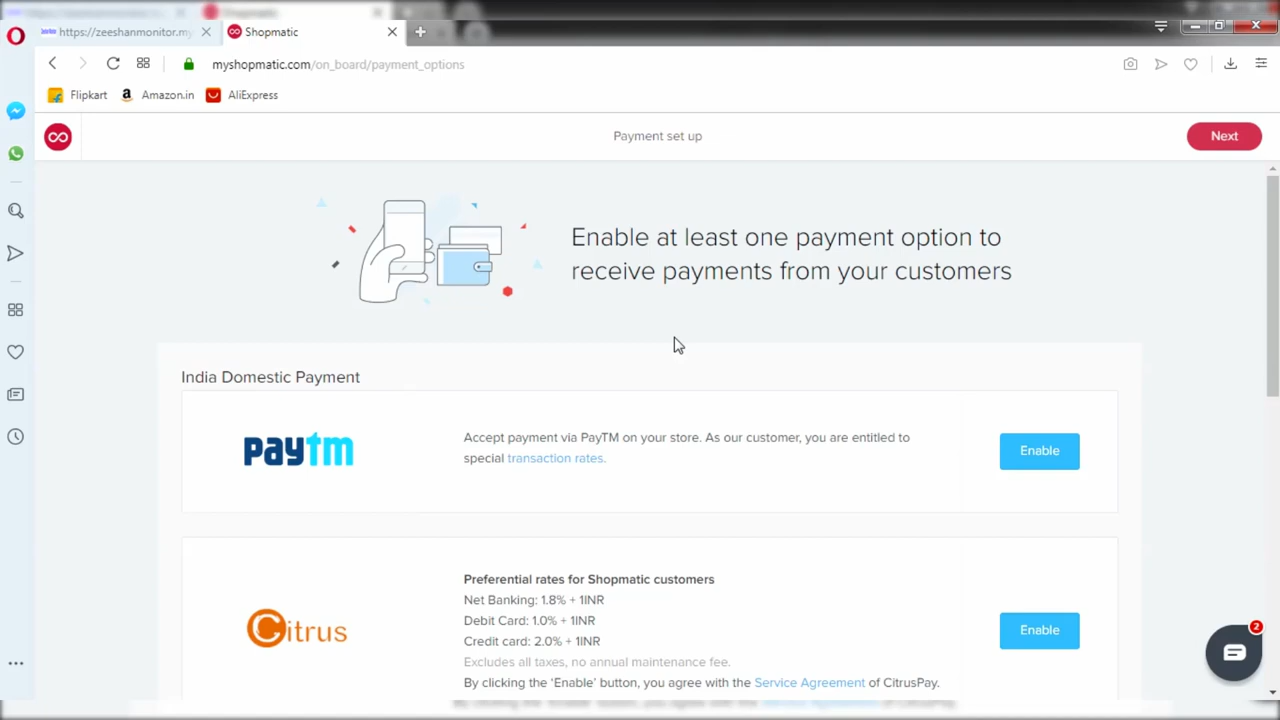 https://zeeshanmonitor.my
Shopmatic
myshopmatic.com/on_board/payment_options
Flipkart
Amazon.in
AliExpress
Payment set up
Next
Enable at least one payment option to
receive payments from your customers
India Domestic Payment
paytm
Accept payment via PayTM on your store. As our customer, you are entitled to
special transaction rates.
Enable
Preferential rates for Shopmatic customers
Net Banking: 1.8% + 1INR
Debit Card: 1.0% + 1INR
Credit card: 2.0% + 1INR
Excludes all taxes, no annual maintenance fee.
By clicking the ‘Enable’ button, you agree with the Service Agreement of CitrusPay.
Citrus
Enable
2